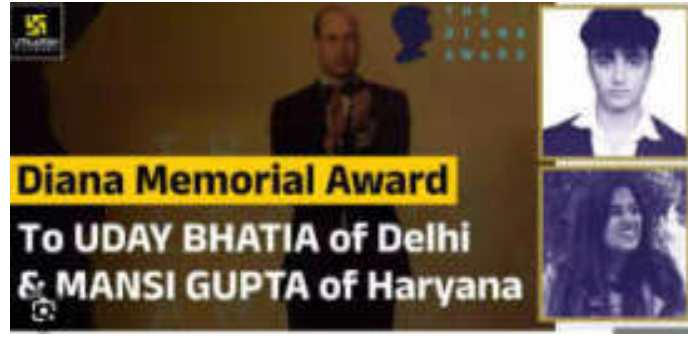 THE
DIANA
AWARD
Diana Memorial Award
To UDAY BHATIA of Delhi
& MANSI GUPTA of Haryana